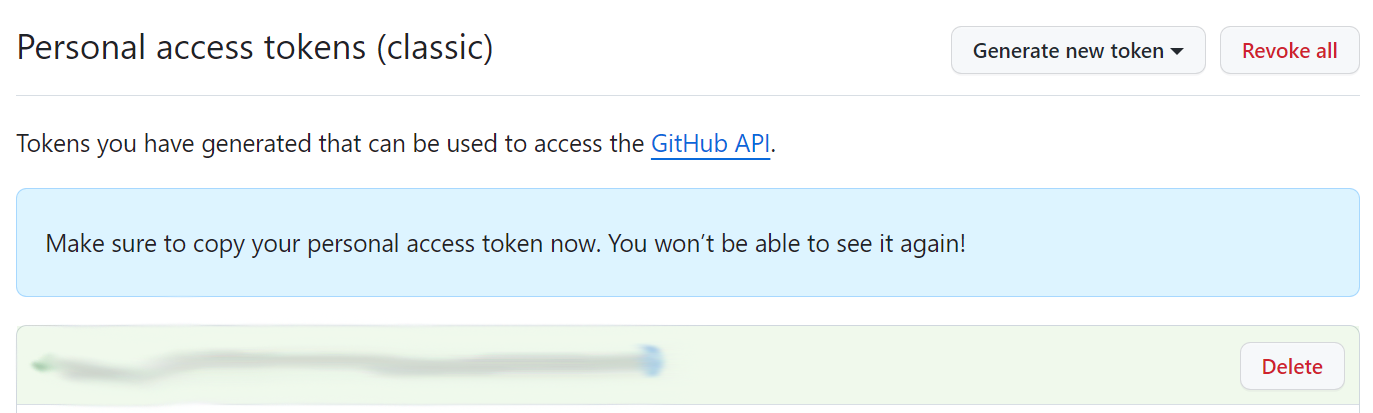 Personal access tokens (classic)
Generate new token
Revoke all
Tokens you have generated that can be used to access the GitHub API.
Make sure to copy your personal access token now. You won’t be able to see it again!
Delete